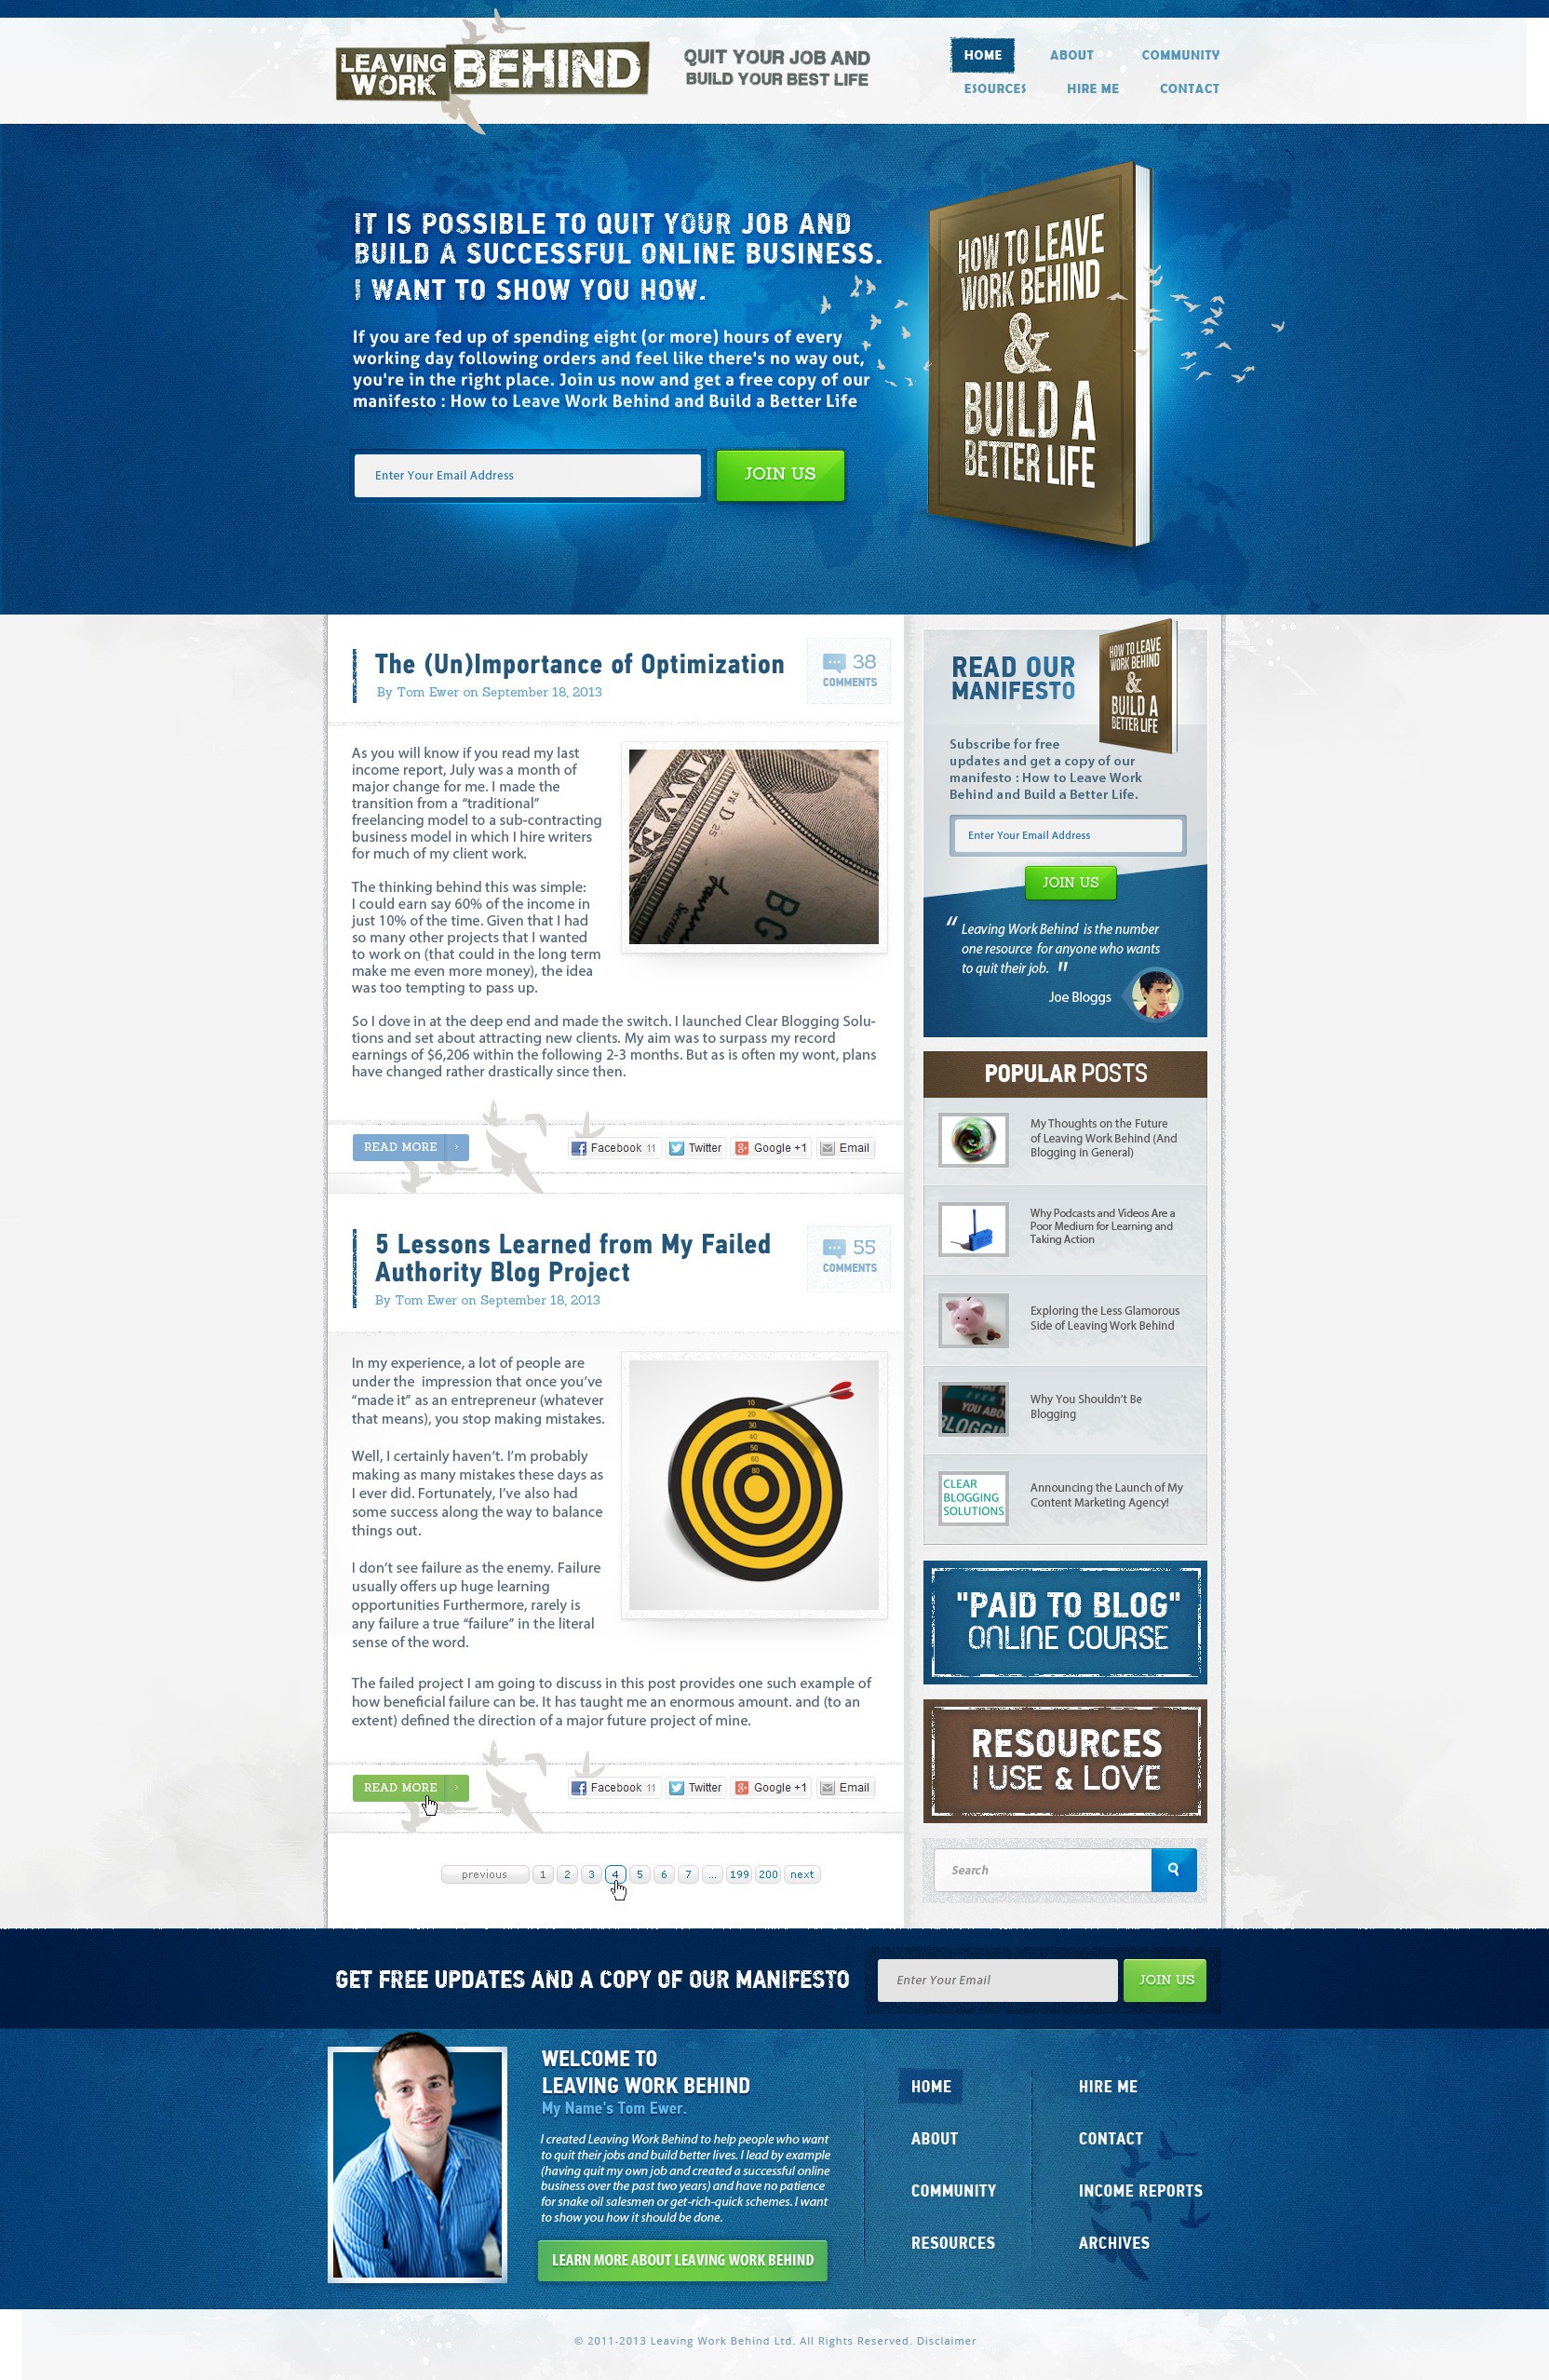 LEAVING WORK BEHIND
QUIT YOUR JOB AND
BUILD YOUR BEST LIFE
HOME ABOUT COMMUNITY
ESOURCES HIRE ME CONTACT
IT IS POSSIBLE TO QUIT YOUR JOB AND
BUILD A SUCCESSFUL ONLINE BUSINESS.
I WANT TO SHOW YOU HOW.
If you are fed up of spending eight (or more) hours of every
working day following orders and feel like there's no way out,
you're in the right place. Join us now and get a free copy of our
manifesto : How to Leave Work Behind and Build a Better Life
Enter Your Email Address
JOIN US
HOW TO LEAVE
WORK BEHIND
&
BUILD A
BETTER LIFE
The (Un)Importance of Optimization
By Tom Ewer on September 18, 2013
38
COMMENTS
As you will know if you read my last
income report, July was a month of
major change for me. I made the
transition from a “traditional”
freelancing model to a sub-contracting
business model in which I hire writers
for much of my client work.
The thinking behind this was simple:
I could earn say 60% of the income in
just 10% of the time. Given that I had
so many other projects that I wanted
to work on (that could in the long term
make me even more money), the idea
was too tempting to pass up.
So I dove in at the deep end and made the switch. I launched Clear Blogging Solu-
tions and set about attracting new clients. My aim was to surpass my record
earnings of $6,206 within the following 2-3 months. But as is often my wont, plans
have changed rather drastically since then.
READ MORE
Facebook 11 Twitter Google +1 Email
5 Lessons Learned from My Failed
Authority Blog Project
By Tom Ewer on September 18, 2013
55
COMMENTS
In my experience, a lot of people are
under the impression that once you’ve
“made it” as an entrepreneur (whatever
that means), you stop making mistakes.
Well, I certainly haven’t. I’m probably
making as many mistakes these days as
I ever did. Fortunately, I’ve also had
some success along the way to balance
things out.
I don’t see failure as the enemy. Failure
usually offers up huge learning
opportunities Furthermore, rarely is
any failure a true “failure” in the literal
sense of the word.
10
20
30
40
50
60
80
The failed project I am going to discuss in this post provides one such example of
how beneficial failure can be. It has taught me an enormous amount. and (to an
extent) defined the direction of a major future project of mine.
READ MORE
Facebook 11 Twitter Google +1 Email
previous 1 2 3 4 5 6 7 ... 199 200 next
READ OUR
MANIFESTO
HOW TO LEAVE
WORK BEHIND
&
BUILD A
BETTER LIFE
Subscribe for free
updates and get a copy of our
manifesto : How to Leave Work
Behind and Build a Better Life.
Enter Your Email Address
JOIN US
“ Leaving Work Behind is the number
one resource for anyone who wants
to quit their job. "
Joe Bloggs
POPULAR POSTS
My Thoughts on the Future
of Leaving Work Behind (And
Blogging in General)
Why Podcasts and Videos Are a
Poor Medium for Learning and
Taking Action
Exploring the Less Glamorous
Side of Leaving Work Behind
Why You Shouldn’t Be
Blogging
CLEAR
BLOGGING
SOLUTIONS
Announcing the Launch of My
Content Marketing Agency!
"PAID TO BLOG"
ONLINE COURSE
RESOURCES
I USE & LOVE
Search
GET FREE UPDATES AND A COPY OF OUR MANIFESTO
Enter Your Email
JOIN US
WELCOME TO
LEAVING WORK BEHIND
My Name's Tom Ewer.
I created Leaving Work Behind to help people who want
to quit their jobs and build better lives. I lead by example
(having quit my own job and created a successful online
business over the past two years) and have no patience
for snake oil salesmen or get-rich-quick schemes. I want
to show you how it should be done.
LEARN MORE ABOUT LEAVING WORK BEHIND
HOME HIRE ME
ABOUT CONTACT
COMMUNITY INCOME REPORTS
RESOURCES ARCHIVES
© 2011-2013 Leaving Work Behind Ltd. All Rights Reserved. Disclaimer